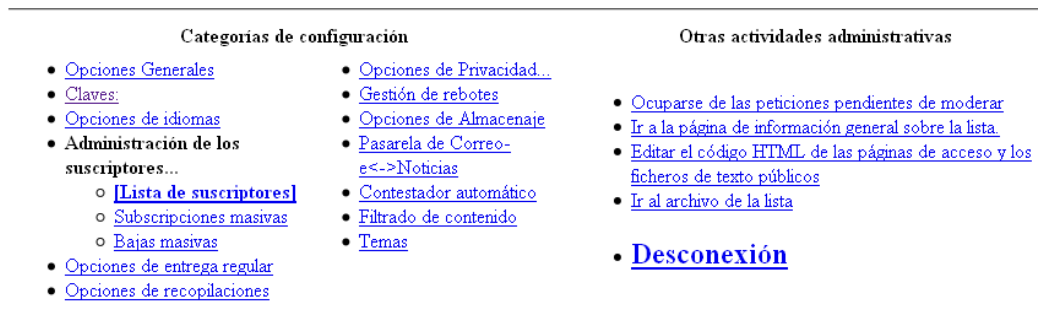 Categorías de configuración
Opciones Generales
Claves:
Opciones de idiomas
Administración de los
suscriptores...
[Lista de suscriptores]
Subscripciones masivas
Bajas masivas
Opciones de entrega regular
Opciones de recopilaciones
Opciones de Privacidad...
Gestión de rebotes
Opciones de Almacenaje
Pasarela de Correo-
e<->Noticias
Contestador automático
Filtrado de contenido
Temas
Otras actividades administrativas
Ocuparse de las peticiones pendientes de moderar
Ir a la página de información general sobre la lista.
Editar el código HTML de las páginas de acceso y los
ficheros de texto públicos
Ir al archivo de la lista
Desconexión